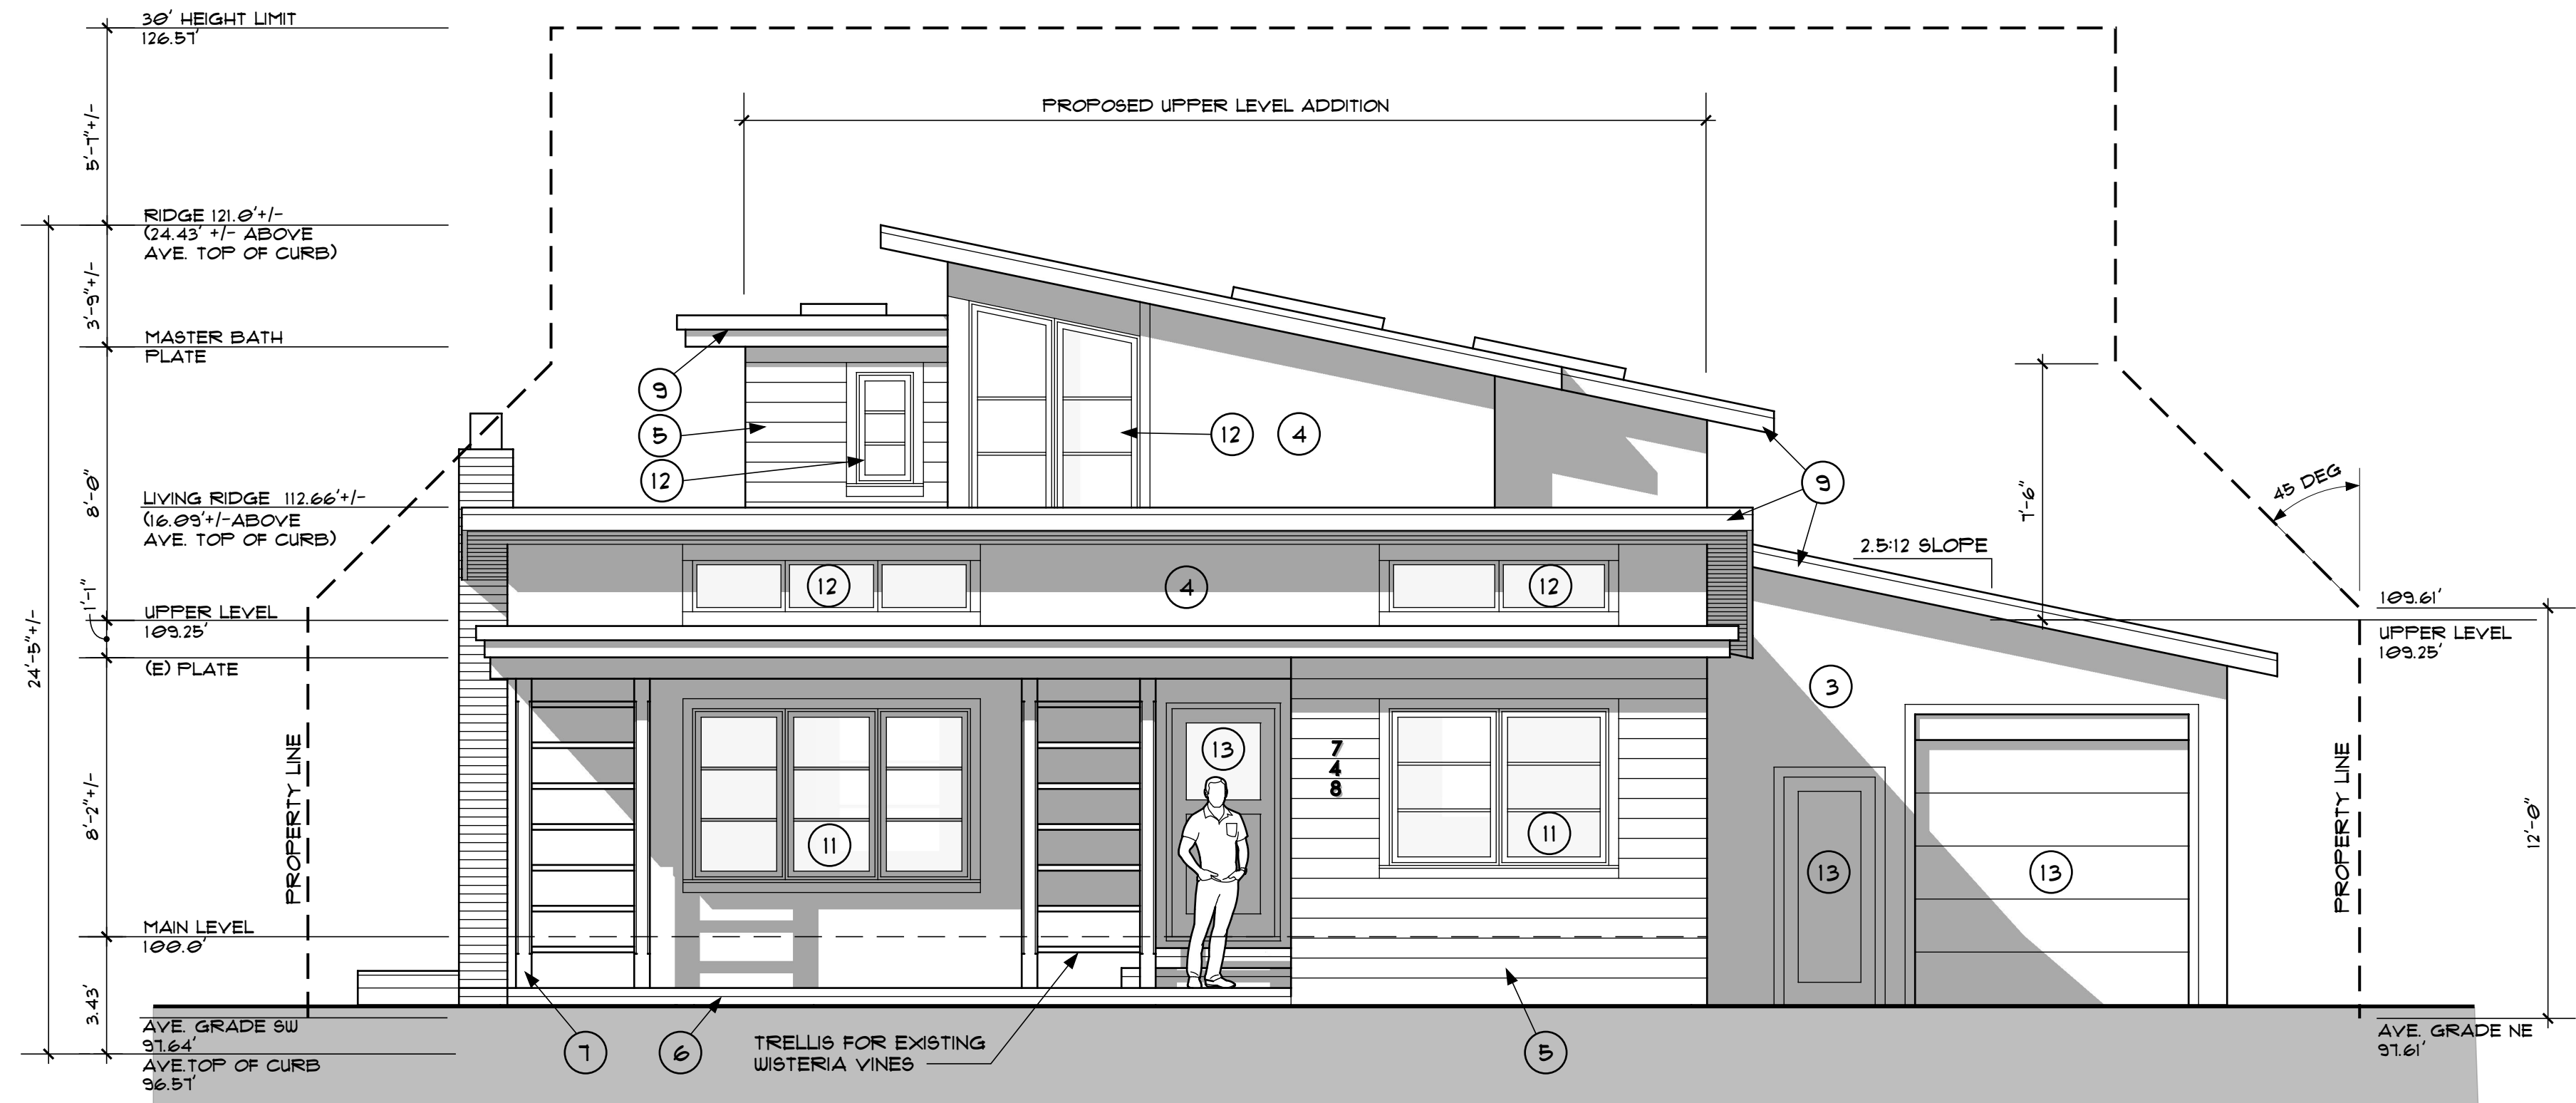 30' HEIGHT LIMIT
126.57'
5'-7"+/-
RIDGE 121.0'+/-
(24.43' +/- ABOVE
AVE. TOP OF CURB)
3'-9"+/-
MASTER BATH
PLATE
8'-0"
LIVING RIDGE 112.66'+/-
(16.09'+/-ABOVE
AVE. TOP OF CURB)
1'-1"
UPPER LEVEL
109.25'
(E) PLATE
24'-5"+/-
8'-2"+/-
MAIN LEVEL
100.0'
3.43'
AVE. GRADE SW
97.64'
AVE.TOP OF CURB
96.57'
PROPERTY LINE
PROPOSED UPPER LEVEL ADDITION
9
5
12
12
4
9
12
4
12
2.5:12 SLOPE
7'-6"
45 DEG
109.61'
UPPER LEVEL
109.25'
3
13
7
4
8
11
11
13
13
PROPERTY LINE
12'-0"
7
6
TRELLIS FOR EXISTING
WISTERIA VINES
5
AVE. GRADE NE
97.61'